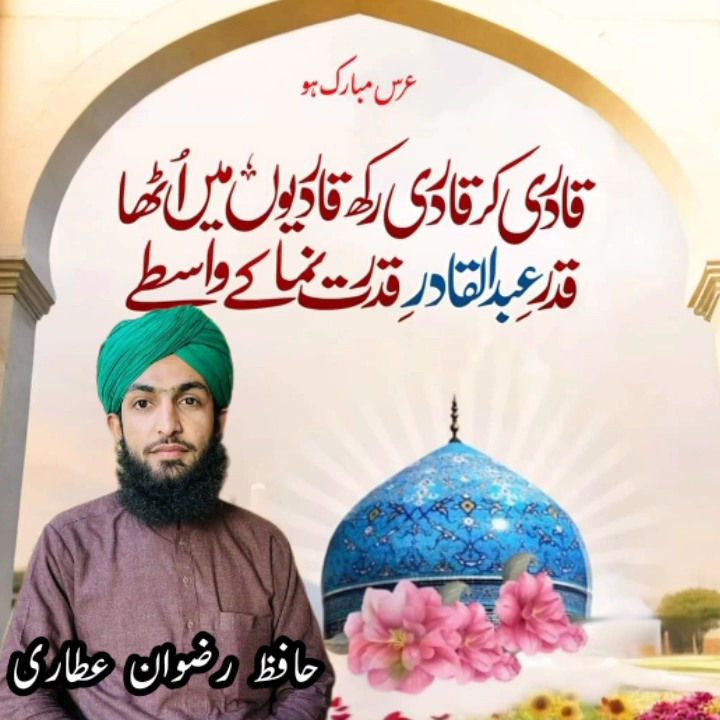 عرس مبارک ہو
قادری کر قادری رکھ قادریوں میں اُٹھا
قدرِ عبدالقادرِ قدرت نما کے واسطے
حافظ رضوان عطاری